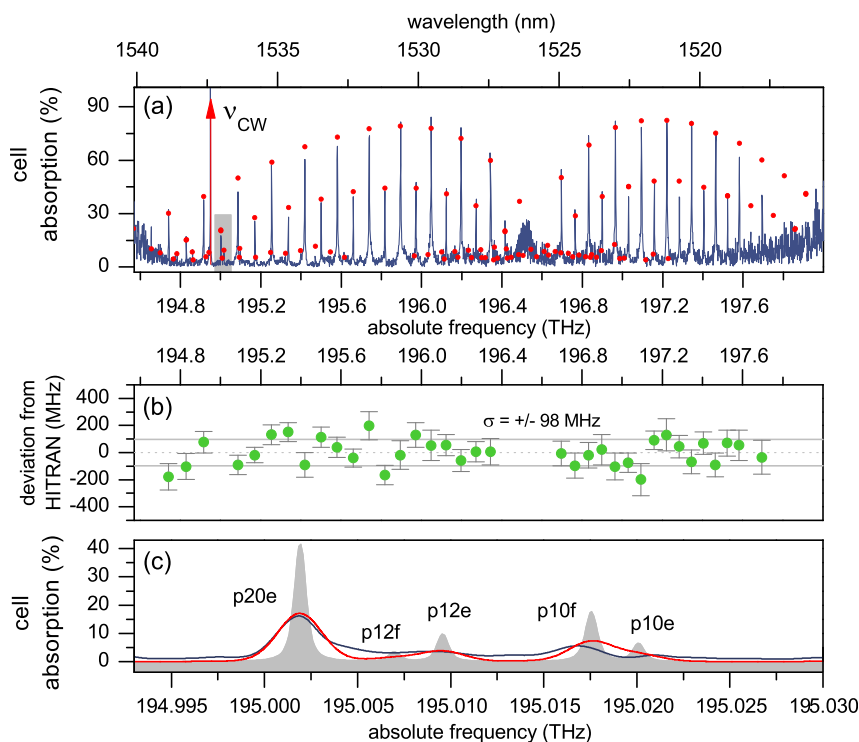 wavelength (nm)
1540 1535 1530 1525 1520
(a)
νCW
cell absorption (%)
90
60
30
0
194.8 195.2 195.6 196.0 196.4 196.8 197.2 197.6
absolute frequency (THz)
194.8 195.2 195.6 196.0 196.4 196.8 197.2 197.6
(b)
σ = +/- 98 MHz
deviation from HITRAN (MHz)
400
200
0
-200
-400
(c)
cell absorption (%)
40
30
20
10
0
p20e
p12f
p12e
p10f
p10e
194.995 195.000 195.005 195.010 195.015 195.020 195.025 195.030
absolute frequency (THz)